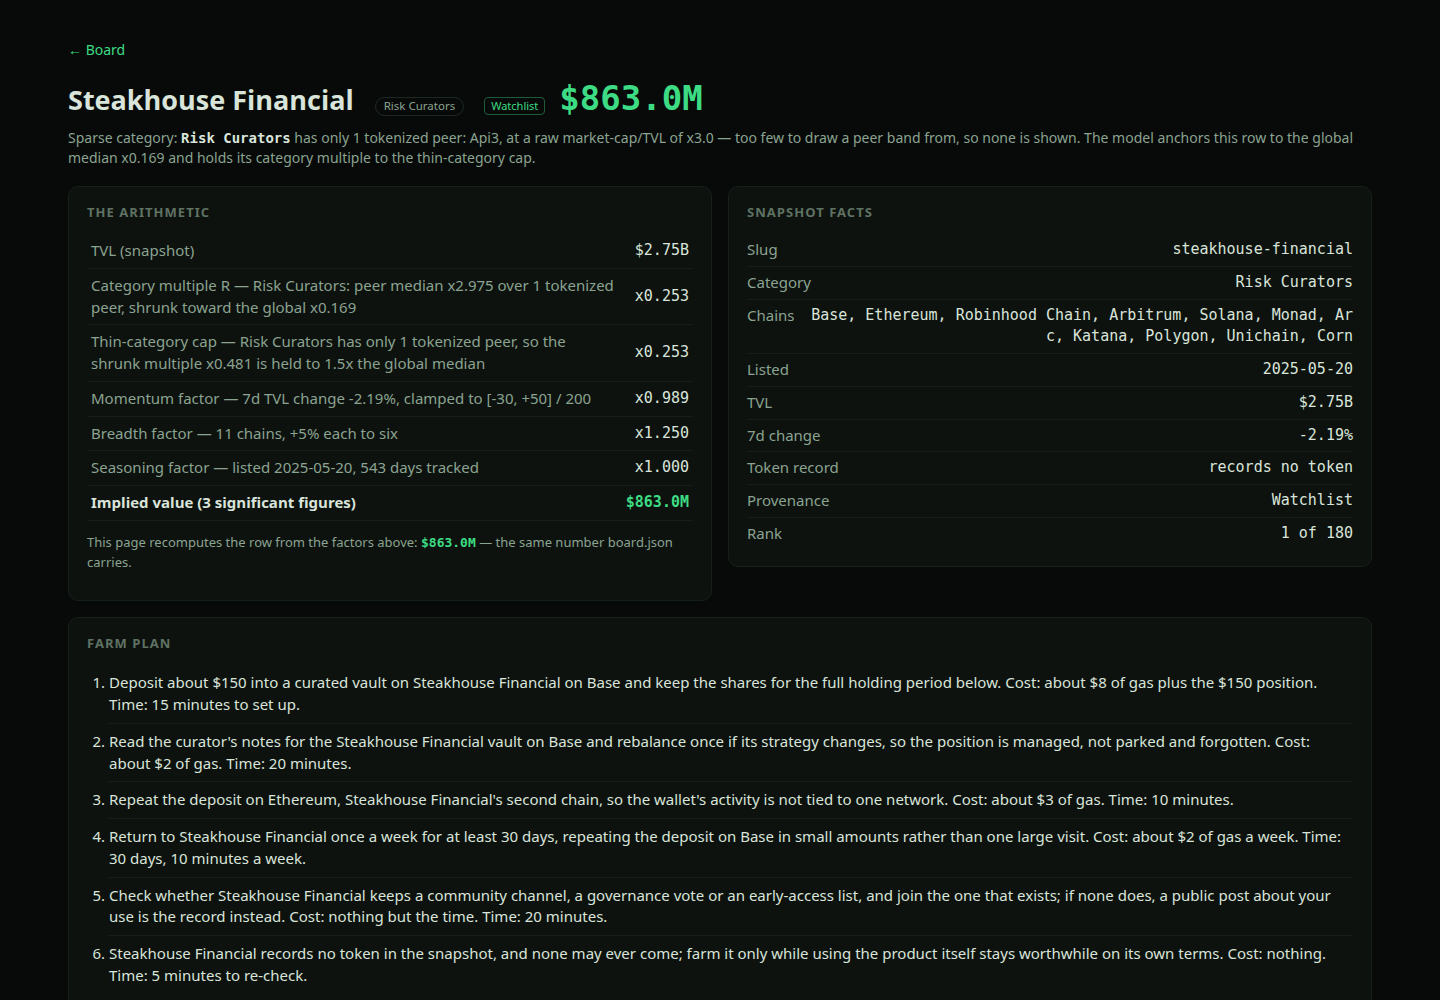 ← Board
Steakhouse Financial Risk Curators Watchlist $863.0M
Sparse category: Risk Curators has only 1 tokenized peer: Api3, at a raw market-cap/TVL of x3.0 — too few to draw a peer band from, so none is shown. The model anchors this row to the global
median x0.169 and holds its category multiple to the thin-category cap.
THE ARITHMETIC
TVL (snapshot) $2.75B
Category multiple R — Risk Curators: peer median x2.975 over 1 tokenized
peer, shrunk toward the global x0.169 x0.253
Thin-category cap — Risk Curators has only 1 tokenized peer, so the
shrunk multiple x0.481 is held to 1.5x the global median x0.253
Momentum factor — 7d TVL change -2.19%, clamped to [-30, +50] / 200 x0.989
Breadth factor — 11 chains, +5% each to six x1.250
Seasoning factor — listed 2025-05-20, 543 days tracked x1.000
Implied value (3 significant figures) $863.0M
This page recomputes the row from the factors above: $863.0M — the same number board.json
carries.
SNAPSHOT FACTS
Slug steakhouse-financial
Category Risk Curators
Chains Base, Ethereum, Robinhood Chain, Arbitrum, Solana, Monad, Ar
c, Katana, Polygon, Unichain, Corn
Listed 2025-05-20
TVL $2.75B
7d change -2.19%
Token record records no token
Provenance Watchlist
Rank 1 of 180
FARM PLAN
1. Deposit about $150 into a curated vault on Steakhouse Financial on Base and keep the shares for the full holding period below. Cost: about $8 of gas plus the $150 position.
Time: 15 minutes to set up.
2. Read the curator's notes for the Steakhouse Financial vault on Base and rebalance once if its strategy changes, so the position is managed, not parked and forgotten. Cost:
about $2 of gas. Time: 20 minutes.
3. Repeat the deposit on Ethereum, Steakhouse Financial's second chain, so the wallet's activity is not tied to one network. Cost: about $3 of gas. Time: 10 minutes.
4. Return to Steakhouse Financial once a week for at least 30 days, repeating the deposit on Base in small amounts rather than one large visit. Cost: about $2 of gas a week. Time:
30 days, 10 minutes a week.
5. Check whether Steakhouse Financial keeps a community channel, a governance vote or an early-access list, and join the one that exists; if none does, a public post about your
use is the record instead. Cost: nothing but the time. Time: 20 minutes.
6. Steakhouse Financial records no token in the snapshot, and none may ever come; farm it only while using the product itself stays worthwhile on its own terms. Cost: nothing.
Time: 5 minutes to re-check.